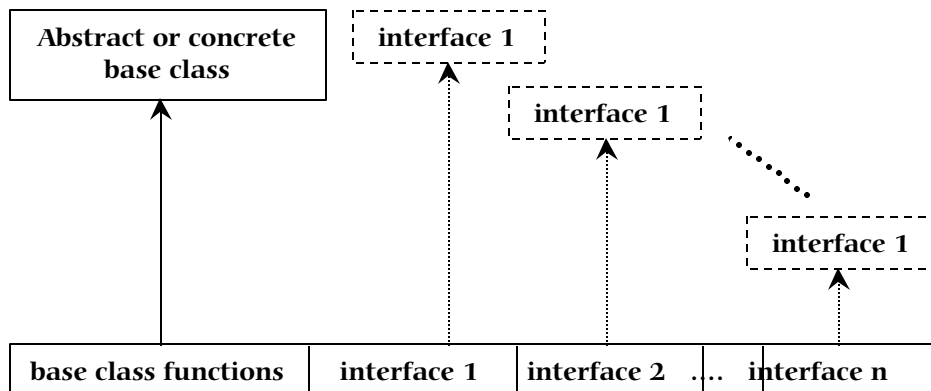 Abstract or concrete
base class
interface 1
interface 1
interface 1
base class functions
interface 1
interface 2
....
interface n